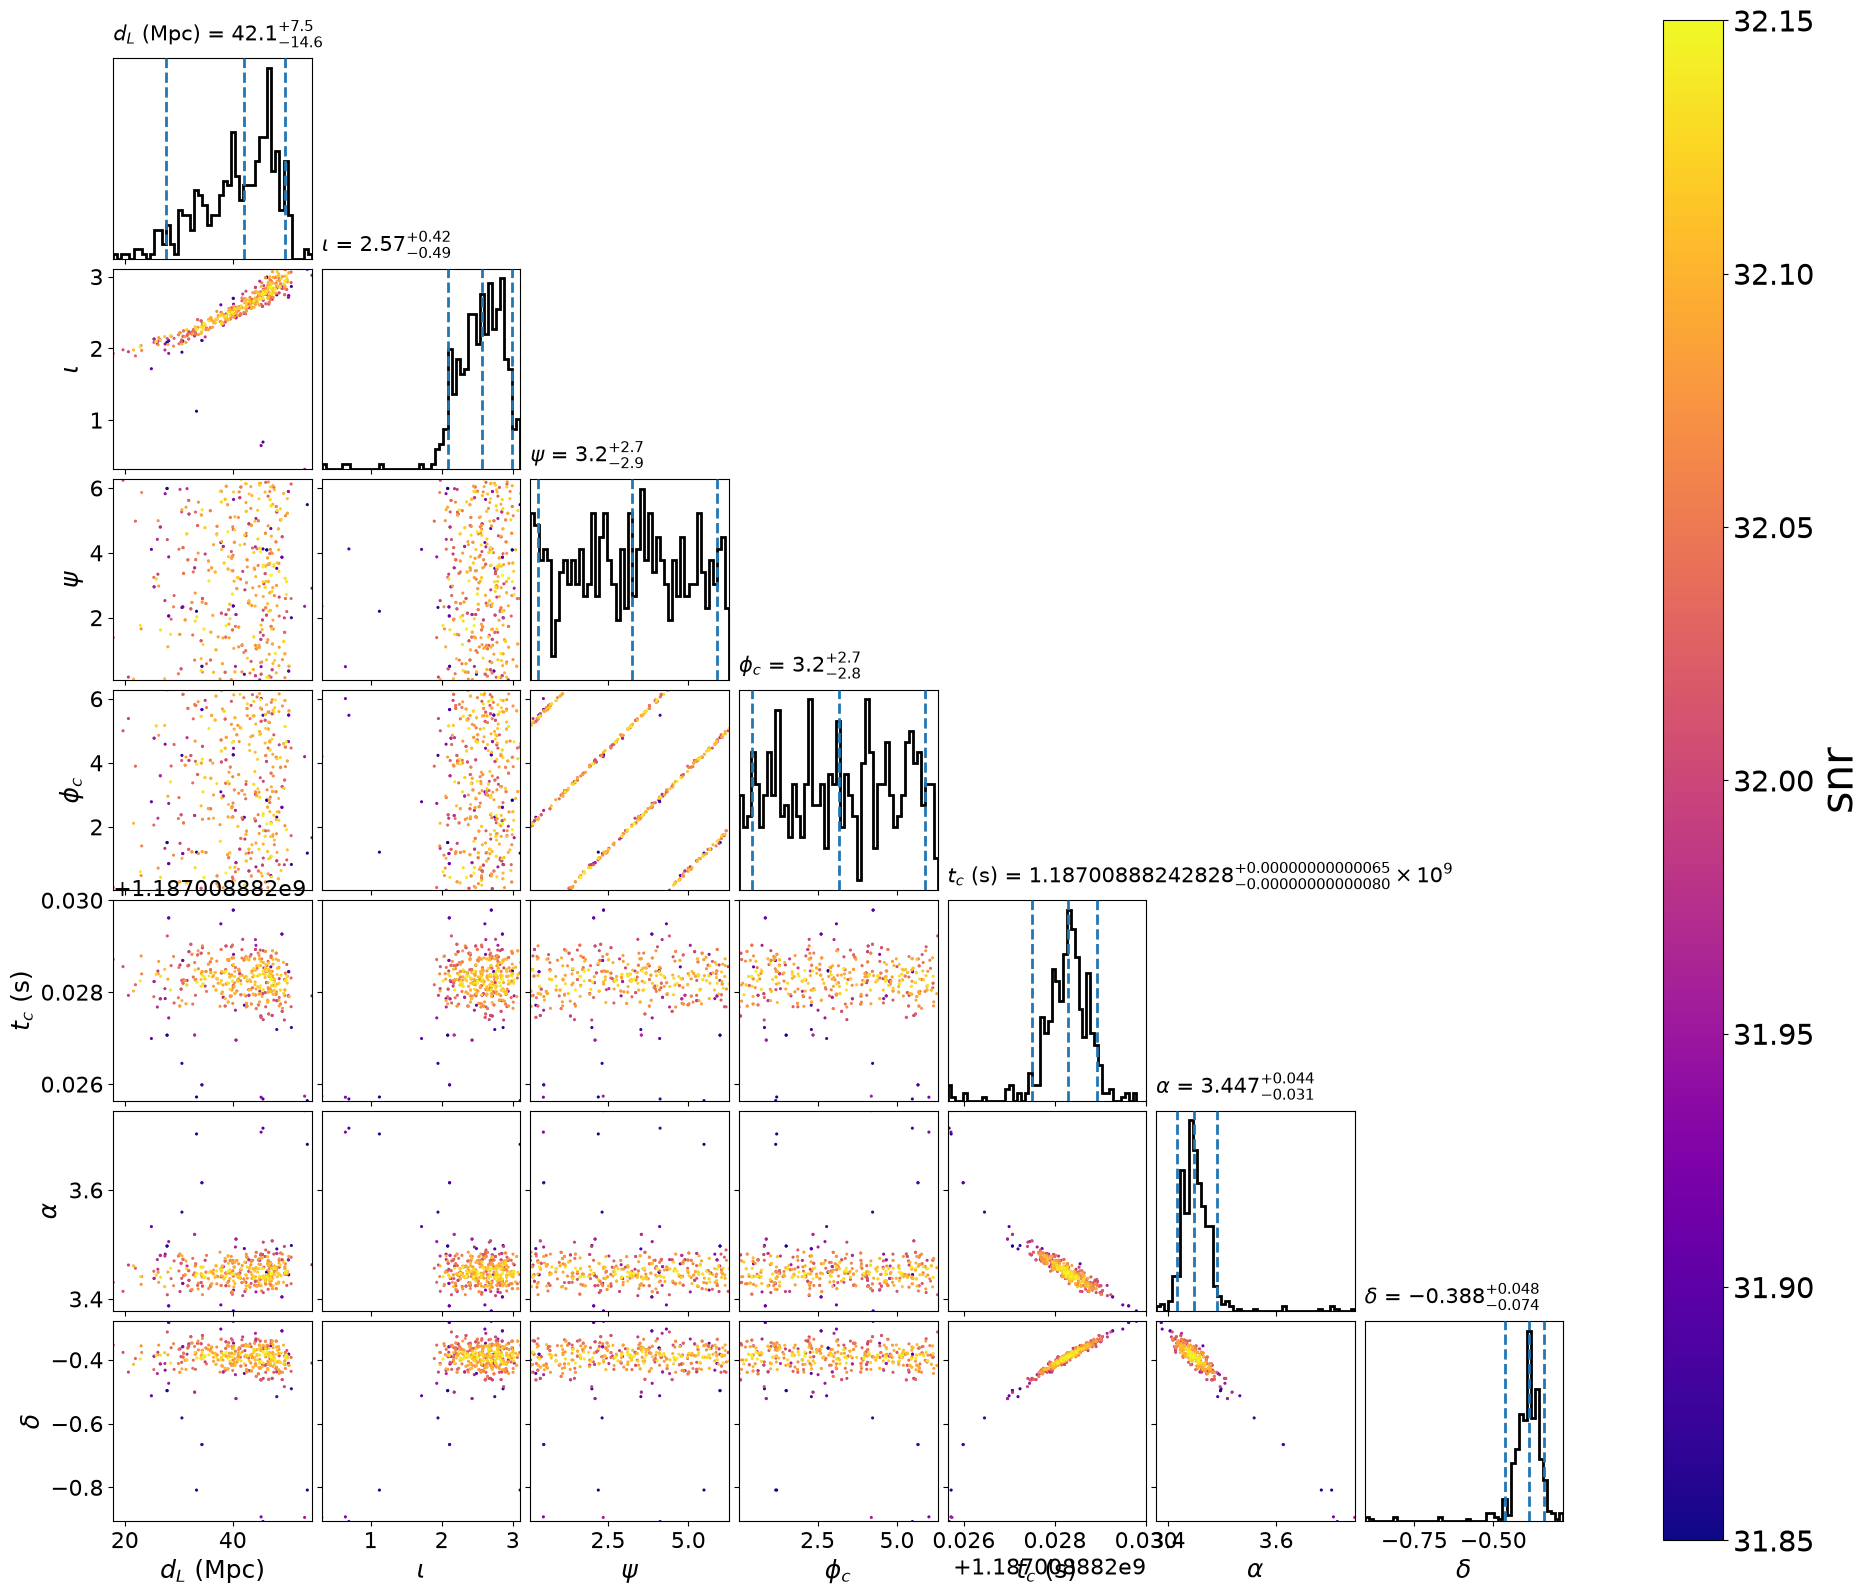 d_L (Mpc) = 42.1^{+7.5}_{-14.6}
ι = 2.57^{+0.42}_{-0.49}
ψ = 3.2^{+2.7}_{-2.9}
ϕ_c = 3.2^{+2.7}_{-2.8}
t_c (s) = 1.18700888242828^{+0.00000000000065}_{-0.00000000000080} × 10^9
α = 3.447^{+0.044}_{-0.031}
δ = −0.388^{+0.048}_{-0.074}
3
2
1
ι
6
4
2
ψ
6
4
2
ϕ_c
+1.187008882e9
0.030
0.028
0.026
t_c (s)
3.6
3.4
α
−0.4
−0.6
−0.8
δ
20 40
d_L (Mpc)
1 2 3
ι
2.5 5.0
ψ
2.5 5.0
ϕ_c
0.026 0.028 0.030
+1.187008882e9
t_c (s)
3.4 3.6
α
−0.75 −0.50
δ
32.15
32.10
32.05
32.00
31.95
31.90
31.85
snr